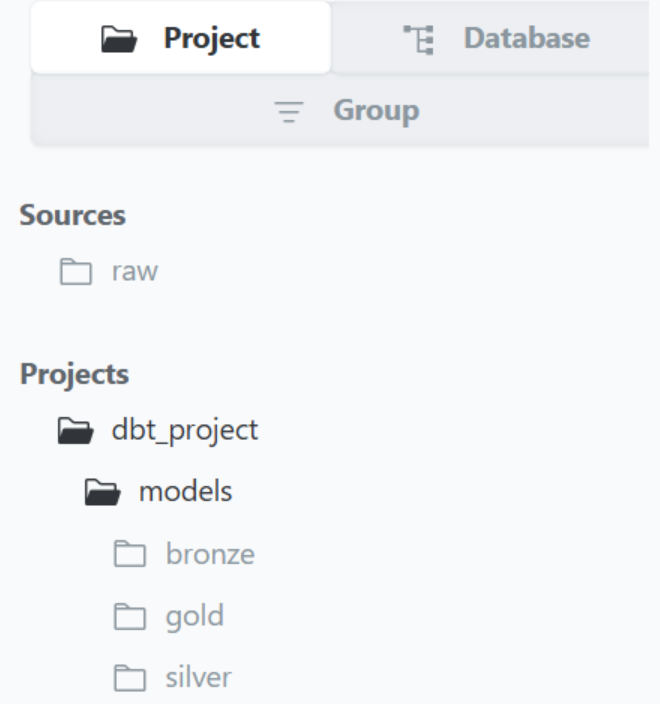 Project Database
Group
Sources
raw
Projects
dbt_project
models
bronze
gold
silver